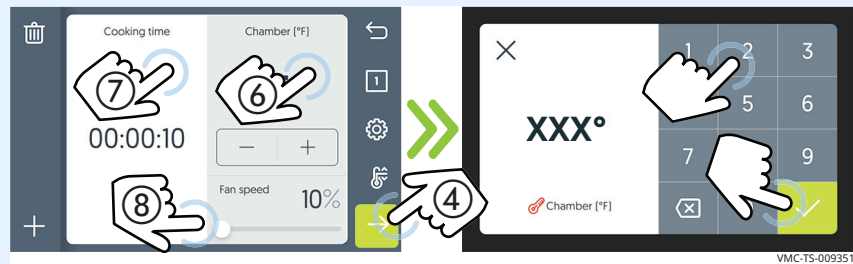 Cooking time
Chamber [°F]
1
7
6
00:00:10
− +
8
Fan speed 10%
4
XXX°
Chamber [°F]
1 2 3
5 6
7 9
VMC-TS-009351